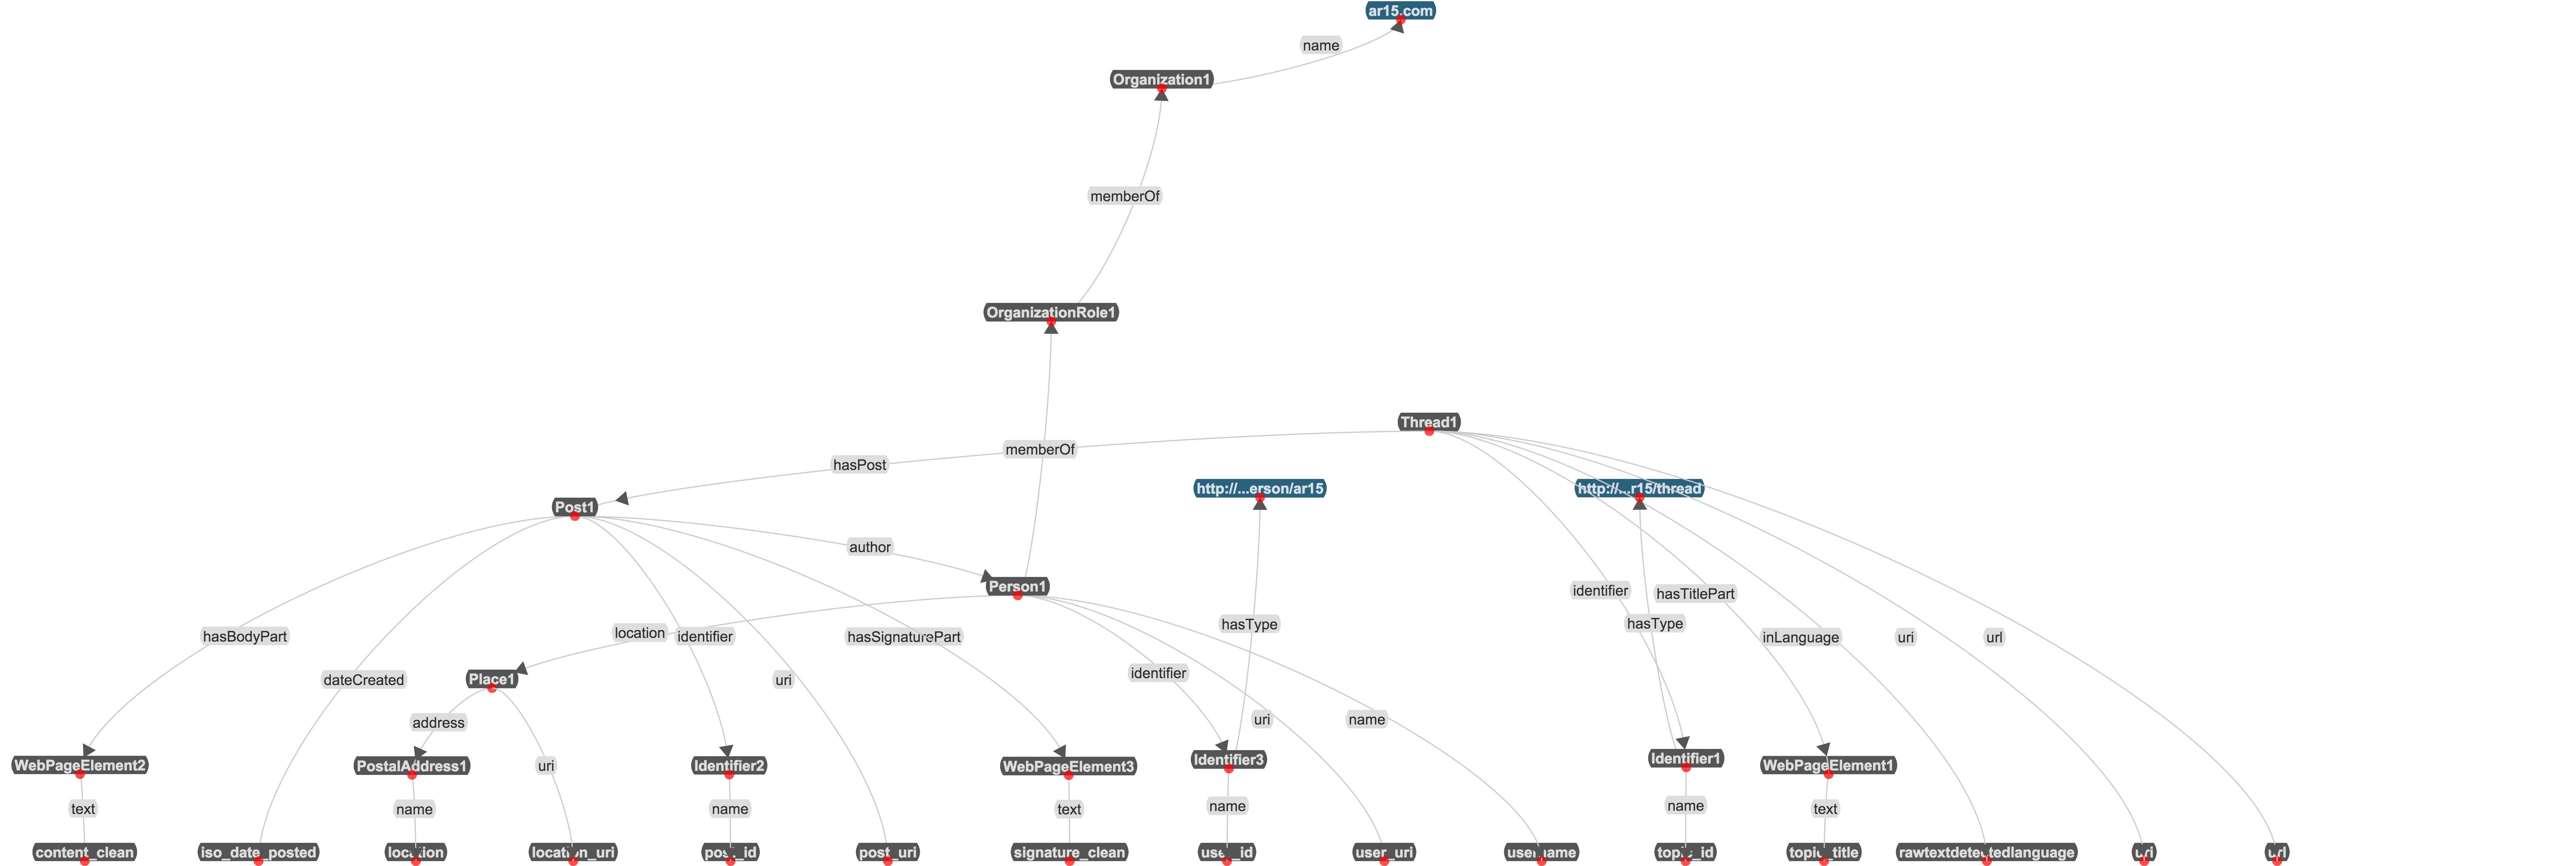 ar15.com
name
Organization1
memberOf
OrganizationRole1
Thread1
memberOf
hasPost
http://...erson/ar15
http://...r15/thread
Post1
author
Person1
identifier
hasTitlePart
hasType
hasType
location
identifier
hasSignaturePart
hasBodyPart
inLanguage
uri
url
identifier
dateCreated
Place1
uri
address
uri
name
WebPageElement2
PostalAddress1
uri
Identifier2
WebPageElement3
Identifier3
Identifier1
WebPageElement1
text
name
name
text
name
name
text
content_clean
iso_date_posted
location
location_uri
post_id
post_uri
signature_clean
user_id
user_uri
username
topic_id
topic_title
rawtextdetectedlanguage
uri
url